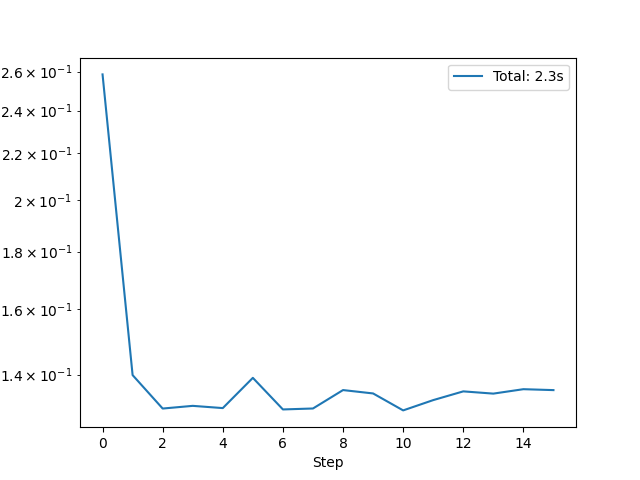 Total: 2.3s
2.6 × 10⁻¹
2.4 × 10⁻¹
2.2 × 10⁻¹
2 × 10⁻¹
1.8 × 10⁻¹
1.6 × 10⁻¹
1.4 × 10⁻¹
0 2 4 6 8 10 12 14
Step